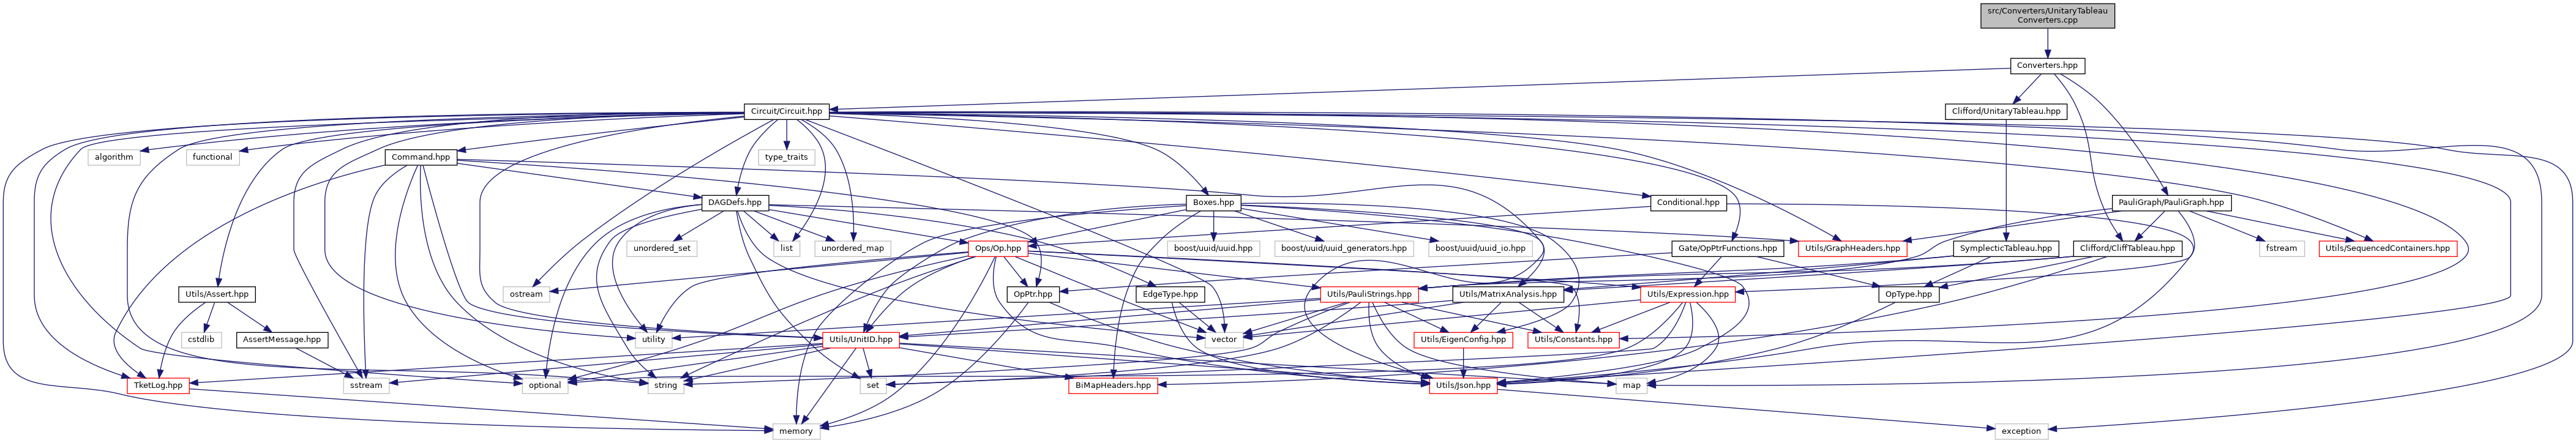 src/Converters/UnitaryTableau
Converters.cpp
Converters.hpp
Circuit/Circuit.hpp
Clifford/UnitaryTableau.hpp
algorithm
functional
Command.hpp
type_traits
DAGDefs.hpp
Boxes.hpp
Conditional.hpp
PauliGraph/PauliGraph.hpp
unordered_set
list
unordered_map
Ops/Op.hpp
boost/uuid/uuid.hpp
boost/uuid/uuid_generators.hpp
boost/uuid/uuid_io.hpp
Gate/OpPtrFunctions.hpp
Utils/GraphHeaders.hpp
SymplecticTableau.hpp
Clifford/CliffTableau.hpp
fstream
Utils/SequencedContainers.hpp
Utils/Assert.hpp
ostream
OpPtr.hpp
EdgeType.hpp
Utils/PauliStrings.hpp
Utils/MatrixAnalysis.hpp
Utils/Expression.hpp
OpType.hpp
cstdlib
AssertMessage.hpp
utility
Utils/UnitID.hpp
vector
Utils/EigenConfig.hpp
Utils/Constants.hpp
TketLog.hpp
sstream
optional
string
set
BiMapHeaders.hpp
Utils/Json.hpp
map
memory
exception